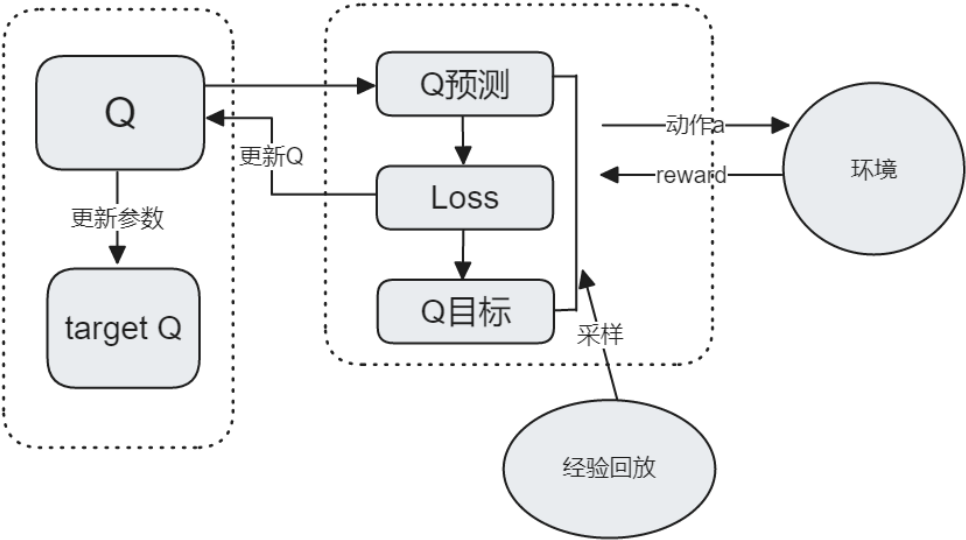 Q
更新参数
target Q
更新Q
Q预测
Loss
Q目标
采样
经验回放
动作a
reward
环境